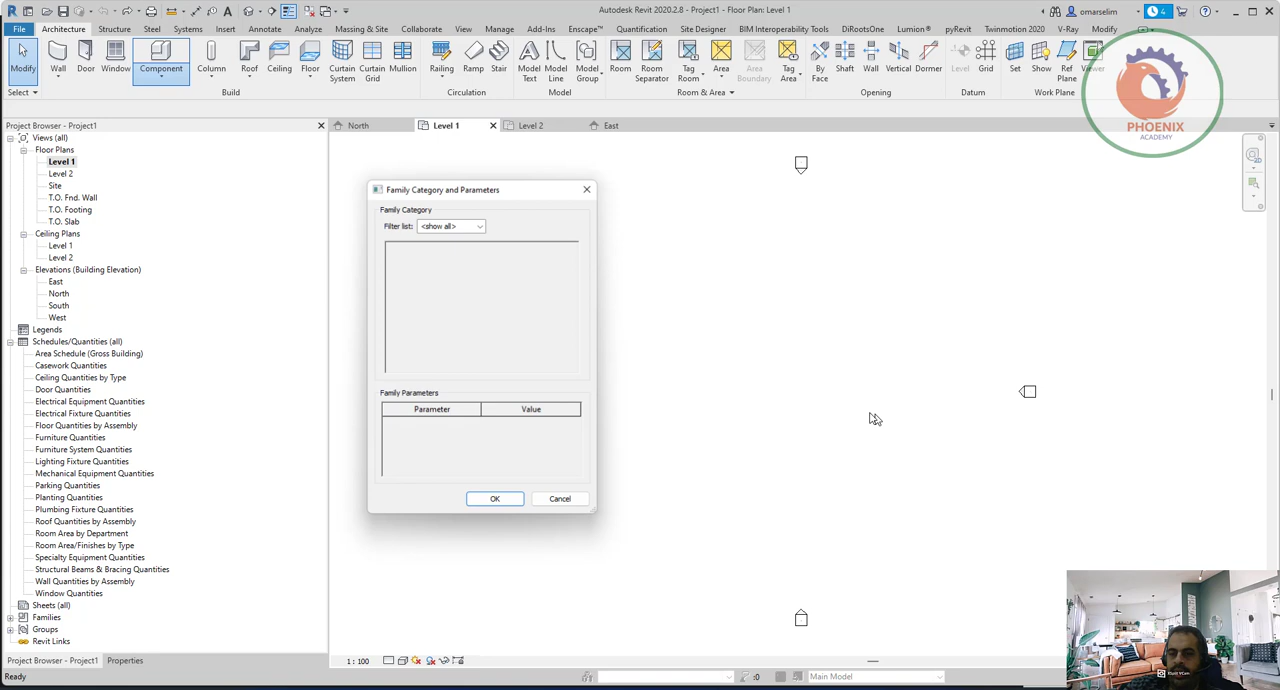 Autodesk Revit 2020.2.8 - Project1 - Floor Plan: Level 1
omarselim
4
File
Architecture
Structure
Steel
Systems
Insert
Annotate
Analyze
Massing & Site
Collaborate
View
Manage
Add-Ins
Enscape™
Quantification
Site Designer
BIM Interoperability Tools
DiRootsOne
Lumion®
pyRevit
Twinmotion 2020
V-Ray
Modify
Modify
Wall
Door
Window
Component
Column
Roof
Ceiling
Floor
Curtain System
Curtain Grid
Mullion
Railing
Ramp
Stair
Model Text
Model Line
Model Group
Room
Room Separator
Tag Room
Area
Area Boundary
Tag Area
By Face
Shaft
Wall
Vertical
Dormer
Level
Grid
Set
Show
Ref Plane
Viewer
Select
Build
Circulation
Model
Room & Area
Opening
Datum
Work Plane
PHOENIX
ACADEMY
Project Browser - Project1
North
Level 1
Level 2
East
Views (all)
Floor Plans
Level 1
Level 2
Site
T.O. Fnd. Wall
T.O. Footing
T.O. Slab
Ceiling Plans
Level 1
Level 2
Elevations (Building Elevation)
East
North
South
West
Legends
Schedules/Quantities (all)
Area Schedule (Gross Building)
Casework Quantities
Ceiling Quantities by Type
Door Quantities
Electrical Equipment Quantities
Electrical Fixture Quantities
Floor Quantities by Assembly
Furniture Quantities
Furniture System Quantities
Lighting Fixture Quantities
Mechanical Equipment Quantities
Parking Quantities
Planting Quantities
Plumbing Fixture Quantities
Roof Quantities by Assembly
Room Area by Department
Room Area/Finishes by Type
Specialty Equipment Quantities
Structural Beams & Bracing Quantities
Wall Quantities by Assembly
Window Quantities
Sheets (all)
Families
Groups
Revit Links
Project Browser - Project1
Properties
Family Category and Parameters
Family Category
Filter list:
<show all>
Family Parameters
Parameter
Value
OK
Cancel
1 : 100
Ready
:0
Main Model
XSplit VCam